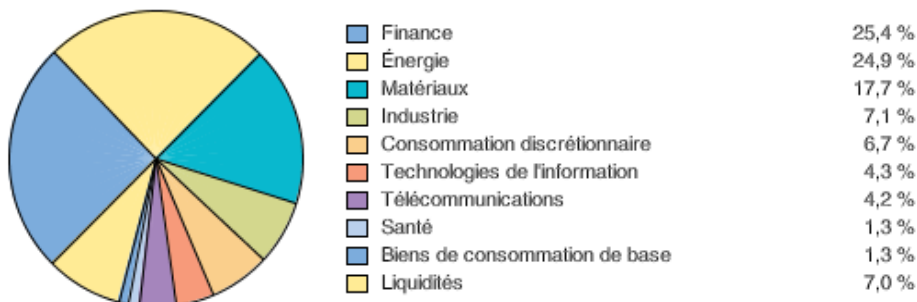 Finance 25,4 %
Énergie 24,9 %
Matériaux 17,7 %
Industrie 7,1 %
Consommation discrétionnaire 6,7 %
Technologies de l'information 4,3 %
Télécommunications 4,2 %
Santé 1,3 %
Biens de consommation de base 1,3 %
Liquidités 7,0 %